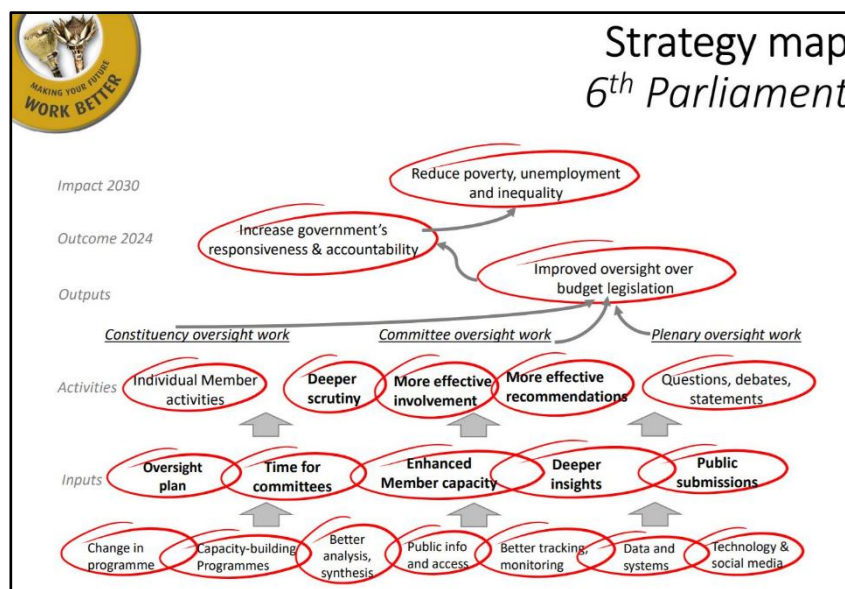 MAKING YOUR FUTURE
WORK BETTER
Strategy map
6th Parliament
Impact 2030
Reduce poverty, unemployment
and inequality
Outcome 2024
Increase government's
responsiveness & accountability
Outputs
Improved oversight over
budget legislation
Constituency oversight work
Committee oversight work
Plenary oversight work
Activities
Individual Member
activities
Deeper
scrutiny
More effective
involvement
More effective
recommendations
Questions, debates,
statements
Inputs
Oversight
plan
Time for
committees
Enhanced
Member capacity
Deeper
insights
Public
submissions
Change in
programme
Capacity-building
Programmes
Better
analysis,
synthesis
Public info
and access
Better tracking,
monitoring
Data and
systems
Technology &
social media